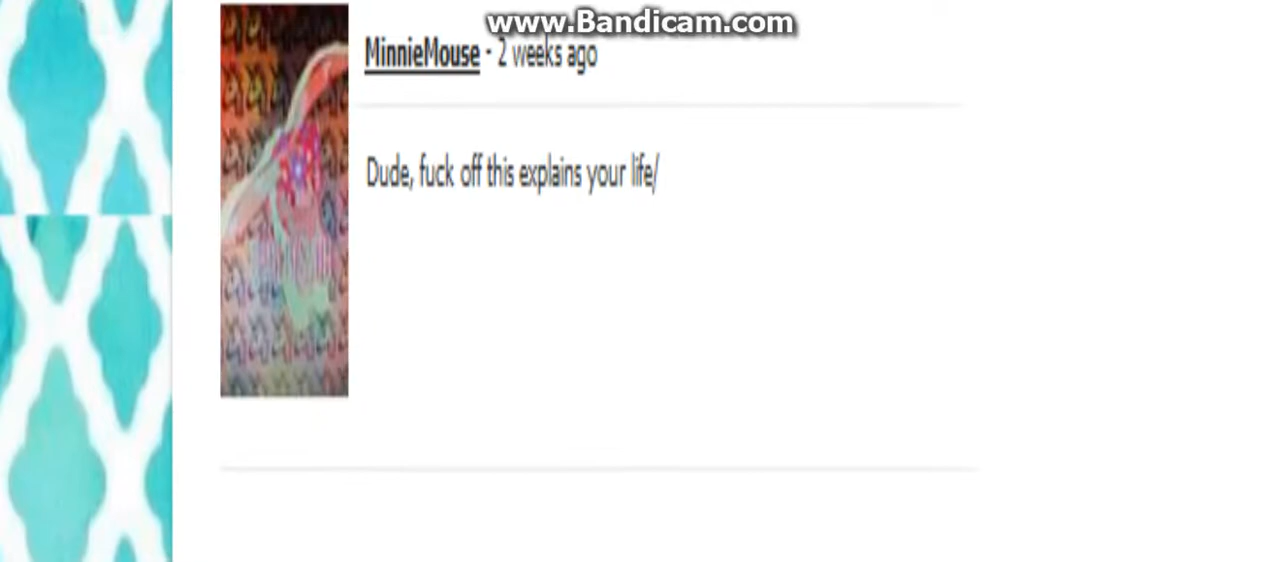 www.Bandicam.com
MinnieMouse - 2 weeks ago
Dude, fuck off this explains your life/